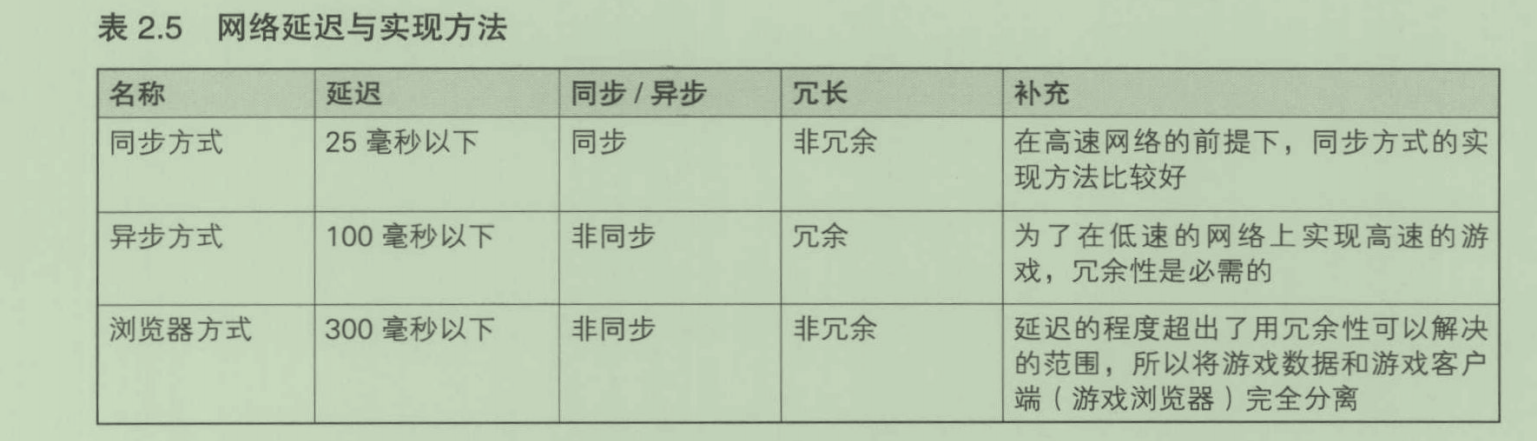 表 2.5 网络延迟与实现方法
名称 延迟 同步 / 异步 冗长 补充
同步方式 25 毫秒以下 同步 非冗余 在高速网络的前提下，同步方式的实
现方法比较好
异步方式 100 毫秒以下 非同步 冗余 为了在低速的网络上实现高速的游
戏，冗余性是必需的
浏览器方式 300 毫秒以下 非同步 非冗余 延迟的程度超出了用冗余性可以解决
的范围，所以将游戏数据和游戏客户
端（游戏浏览器）完全分离